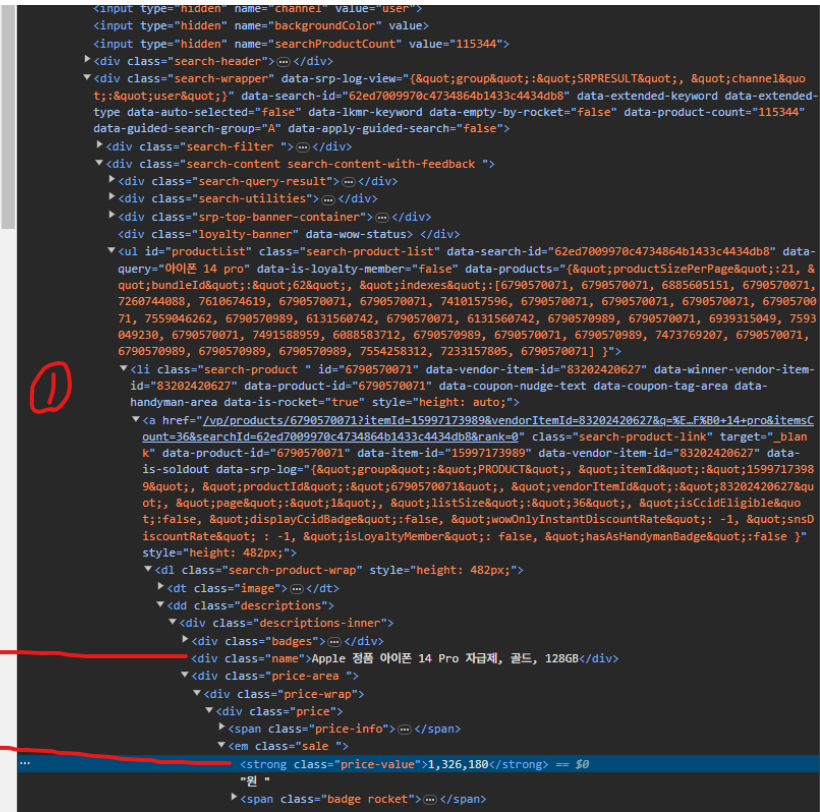 <input type="hidden" name="channel" value="user">
<input type="hidden" name="backgroundColor" value>
<input type="hidden" name="searchProductCount" value="115344">
<div class="search-header">…</div>
<div class="search-wrapper" data-srp-log-view="{&quot;group&quot;:&quot;SRPRESULT&quot;, &quot;channel&quo
t;:&quot;user&quot;}" data-search-id="62ed7009970c4734864b1433c4434db8" data-extended-keyword data-extended-
type data-auto-selected="false" data-lkmr-keyword data-empty-by-rocket="false" data-product-count="115344"
data-guided-search-group="A" data-apply-guided-search="false">
<div class="search-filter ">…</div>
<div class="search-content search-content-with-feedback ">
<div class="search-query-result">…</div>
<div class="search-utilities">…</div>
<div class="srp-top-banner-container">…</div>
<div class="loyalty-banner" data-wow-status> </div>
<ul id="productList" class="search-product-list" data-search-id="62ed7009970c4734864b1433c4434db8" data-
query="아이폰 14 pro" data-is-loyalty-member="false" data-products="{&quot;productSizePerPage&quot;:21, &
quot;bundleId&quot;:&quot;62&quot;, &quot;indexes&quot;:[6790570071, 6790570071, 6885605151, 6790570071,
7260744088, 7610674619, 6790570071, 6790570071, 7410157596, 6790570071, 6790570071, 6790570071, 67905700
71, 7559046262, 6790570989, 6131560742, 6790570071, 6131560742, 6790570989, 6790570071, 6939315049, 7593
049230, 6790570071, 7491588959, 6088583712, 6790570989, 6790570071, 6790570989, 7473769207, 6790570071,
6790570989, 6790570989, 6790570989, 7554258312, 7233157805, 6790570071] }">
①
<li class="search-product " id="6790570071" data-vendor-item-id="83202420627" data-winner-vendor-item-
id="83202420627" data-product-id="6790570071" data-coupon-nudge-text data-coupon-tag-area data-
handyman-area data-is-rocket="true" style="height: auto;">
<a href="/vp/products/6790570071?itemId=15997173989&vendorItemId=83202420627&q=%E…F%B0+14+pro&itemsC
ount=36&searchId=62ed7009970c4734864b1433c4434db8&rank=0" class="search-product-link" target="_blan
k" data-product-id="6790570071" data-item-id="15997173989" data-vendor-item-id="83202420627" data-
is-soldout data-srp-log="{&quot;group&quot;:&quot;PRODUCT&quot;, &quot;itemId&quot;:&quot;1599717398
9&quot;, &quot;productId&quot;:&quot;6790570071&quot;, &quot;vendorItemId&quot;:&quot;83202420627&qu
ot;, &quot;page&quot;:&quot;1&quot;, &quot;listSize&quot;:&quot;36&quot;, &quot;isCcidEligible&quo
t;:false, &quot;displayCcidBadge&quot;:false, &quot;wowOnlyInstantDiscountRate&quot;: -1, &quot;snsD
iscountRate&quot; : -1, &quot;isLoyaltyMember&quot;: false, &quot;hasAsHandymanBadge&quot;:false }"
style="height: 482px;">
<dl class="search-product-wrap" style="height: 482px;">
<dt class="image">…</dt>
<dd class="descriptions">
<div class="descriptions-inner">
<div class="badges">…</div>
<div class="name">Apple 정품 아이폰 14 Pro 자급제, 골드, 128GB</div>
<div class="price-area ">
<div class="price-wrap">
<div class="price">
<span class="price-info">…</span>
<em class="sale ">
… <strong class="price-value">1,326,180</strong> == $0
"원 "
<span class="badge rocket">…</span>